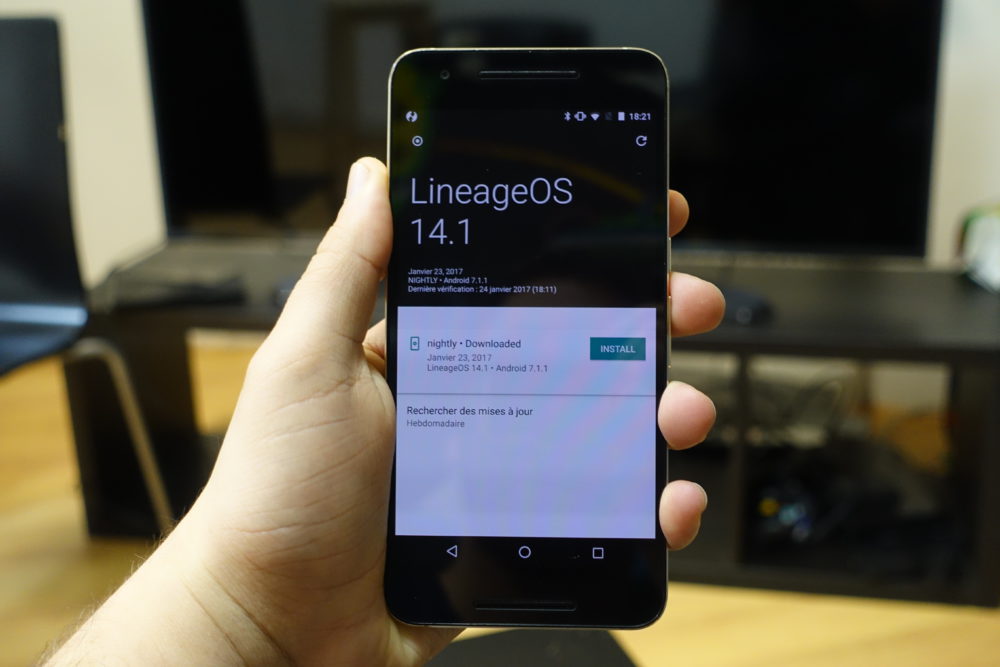 18:21
LineageOS
14.1
Janvier 23, 2017
NIGHTLY • Android 7.1.1
Dernière vérification : 24 janvier 2017 (18:11)
nightly • Downloaded
January 23, 2017
LineageOS 14.1 • Android 7.1.1
INSTALL
Rechercher des mises à jour
Hebdomadaire